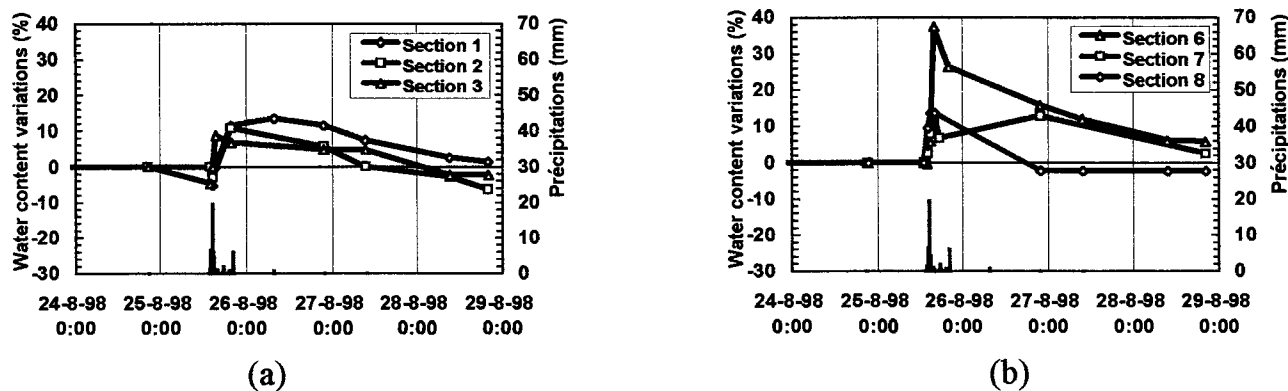 Water content variations (%)
40
30
20
10
0
-10
-20
-30
Section 1
Section 2
Section 3
70
60
50
40
30
20
10
0
Précipitations (mm)
24-8-98 25-8-98 26-8-98 27-8-98 28-8-98 29-8-98
0:00 0:00 0:00 0:00 0:00 0:00
(a)
Water content variations (%)
40
30
20
10
0
-10
-20
-30
Section 6
Section 7
Section 8
70
60
50
40
30
20
10
0
Précipitations (mm)
24-8-98 25-8-98 26-8-98 27-8-98 28-8-98 29-8-98
0:00 0:00 0:00 0:00 0:00 0:00
(b)